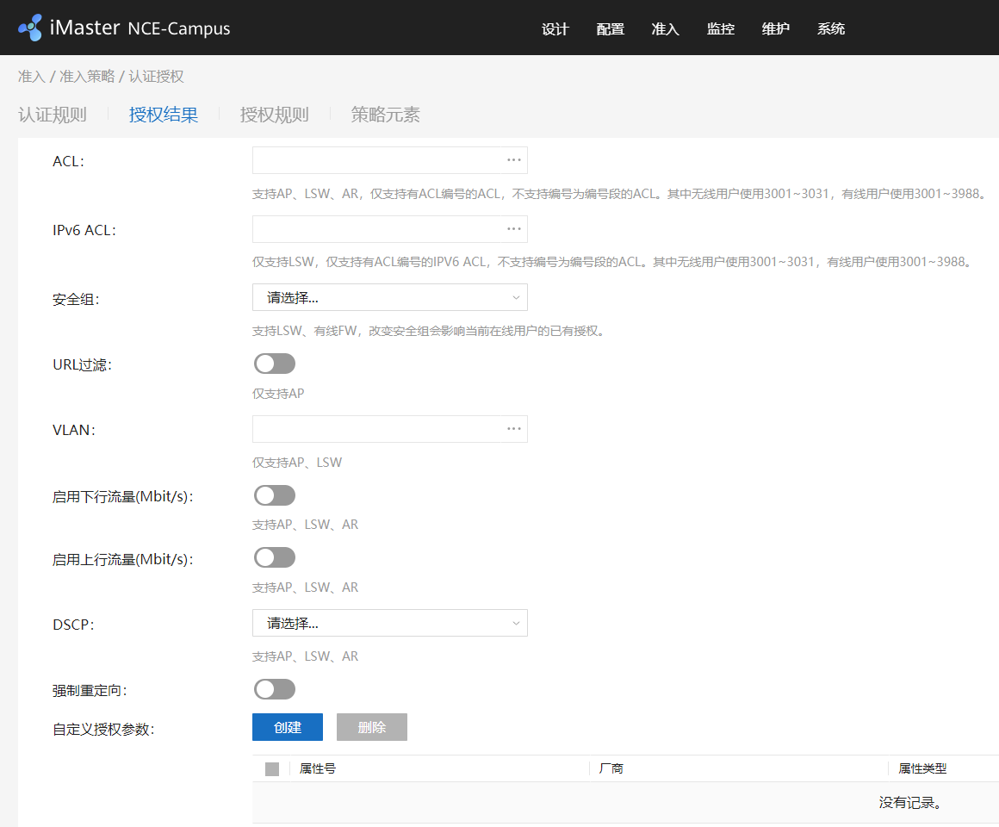 iMaster NCE-Campus
设计 配置 准入 监控 维护 系统
准入 / 准入策略 / 认证授权
认证规则 授权结果 授权规则 策略元素
ACL:
支持AP、LSW、AR，仅支持有ACL编号的ACL，不支持编号为编号段的ACL。其中无线用户使用3001~3031，有线用户使用3001~3988。
IPv6 ACL:
仅支持LSW，仅支持有ACL编号的IPV6 ACL，不支持编号为编号段的ACL。其中无线用户使用3001~3031，有线用户使用3001~3988。
安全组: 请选择...
支持LSW、有线FW，改变安全组会影响当前在线用户的已有授权。
URL过滤:
仅支持AP
VLAN:
仅支持AP、LSW
启用下行流量(Mbit/s):
支持AP、LSW、AR
启用上行流量(Mbit/s):
支持AP、LSW、AR
DSCP: 请选择...
支持AP、LSW、AR
强制重定向:
自定义授权参数: 创建 删除
属性号 厂商 属性类型
没有记录。